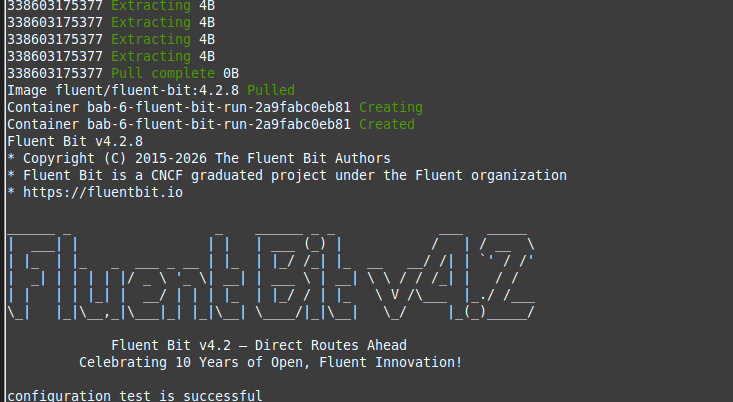 338603175377 Extracting 4B
338603175377 Extracting 4B
338603175377 Extracting 4B
338603175377 Extracting 4B
338603175377 Pull complete 0B
Image fluent/fluent-bit:4.2.8 Pulled
Container bab-6-fluent-bit-run-2a9fabc0eb81 Creating
Container bab-6-fluent-bit-run-2a9fabc0eb81 Created
Fluent Bit v4.2.8
* Copyright (C) 2015-2026 The Fluent Bit Authors
* Fluent Bit is a CNCF graduated project under the Fluent organization
* https://fluentbit.io
Fluent Bit v4.2
Fluent Bit v4.2 – Direct Routes Ahead
Celebrating 10 Years of Open, Fluent Innovation!
configuration test is successful